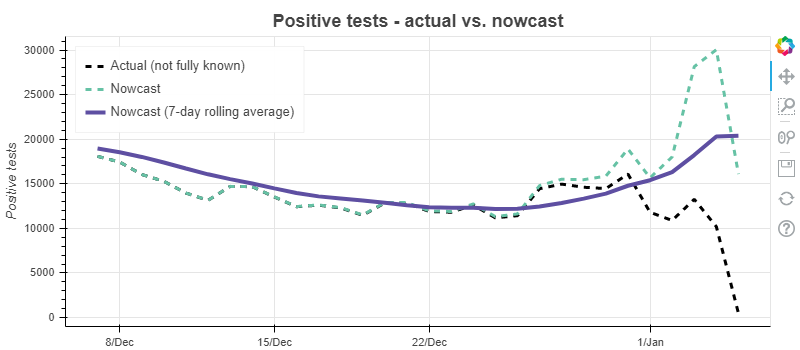 Positive tests - actual vs. nowcast
Actual (not fully known)
Nowcast
Nowcast (7-day rolling average)
Positive tests
30000
25000
20000
15000
10000
5000
0
8/Dec
15/Dec
22/Dec
1/Jan